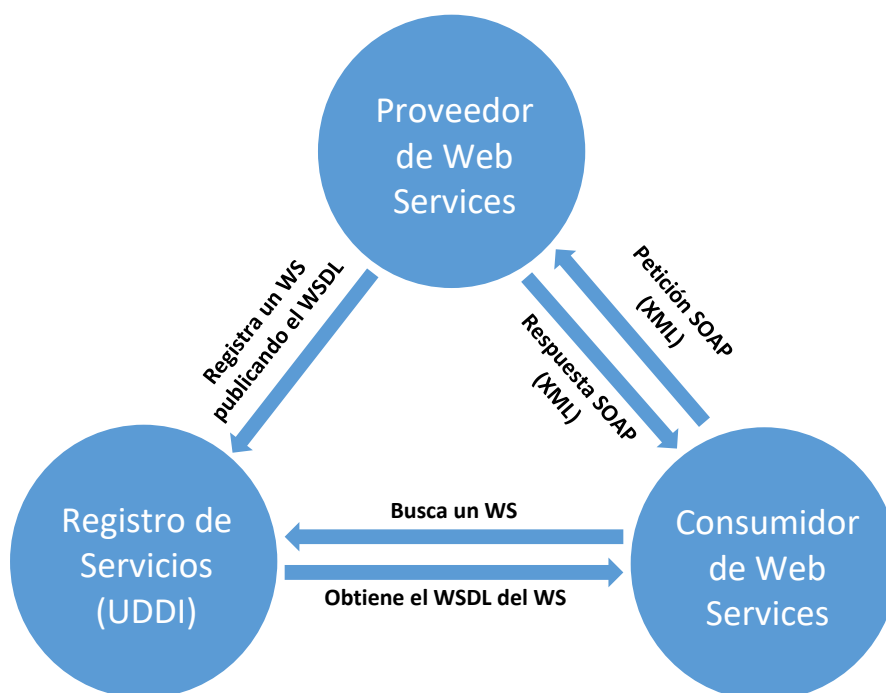 Proveedor
de Web
Services
Registra un WS
publicando el WSDL
Petición SOAP
(XML)
Respuesta SOAP
(XML)
Registro de
Servicios
(UDDI)
Busca un WS
Obtiene el WSDL del WS
Consumidor
de Web
Services